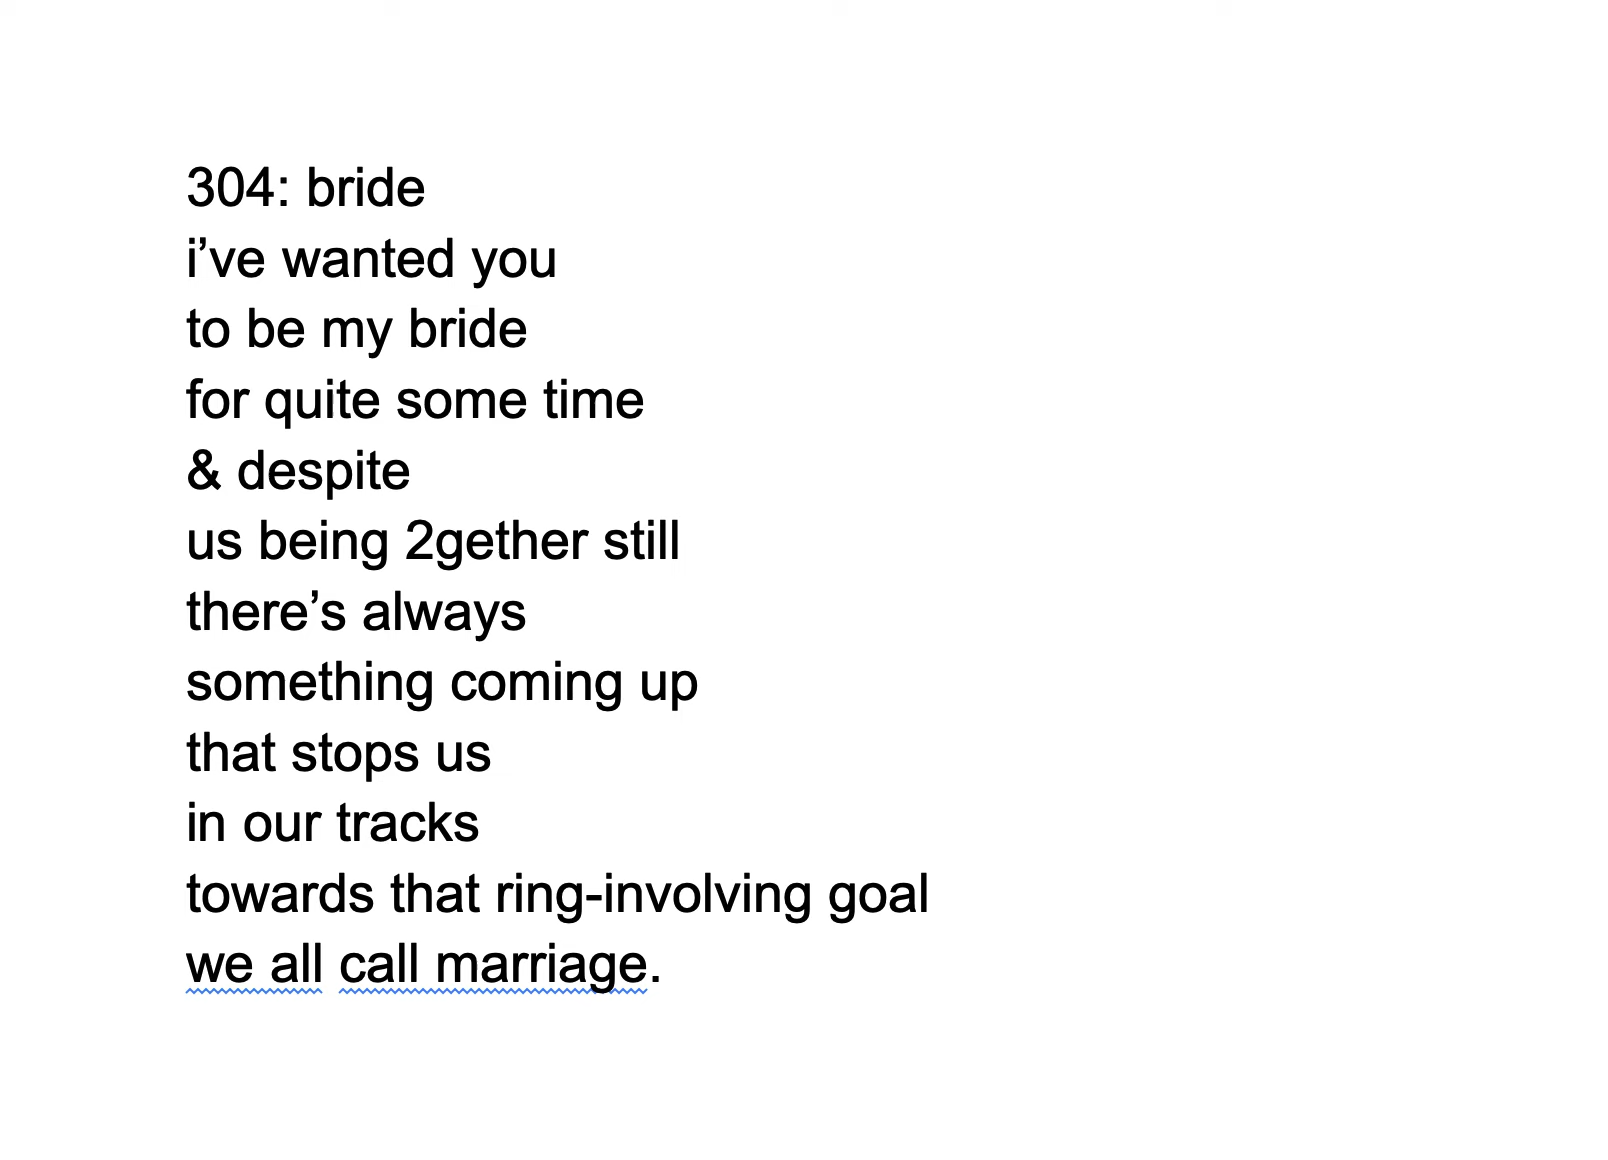 304: bride
i’ve wanted you
to be my bride
for quite some time
& despite
us being 2gether still
there’s always
something coming up
that stops us
in our tracks
towards that ring-involving goal
we all call marriage.